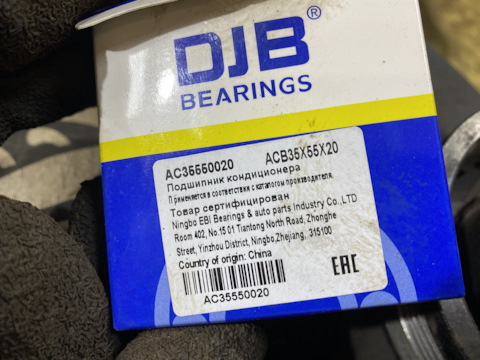 DJB®
BEARINGS
AC35550020 ACB35X55X20
Подшипник кондиционера
Применяется в соответствии с каталогом производителя.
Товар сертифицирован
Ningbo EBI Bearings & auto parts Industry Co.,LTD
Room 402, No.15 01 Tiantong North Road, Zhonghe
Street, Yinzhou District, Ningbo,Zhejiang, 315100
Country of origin: China
EAC
AC35550020